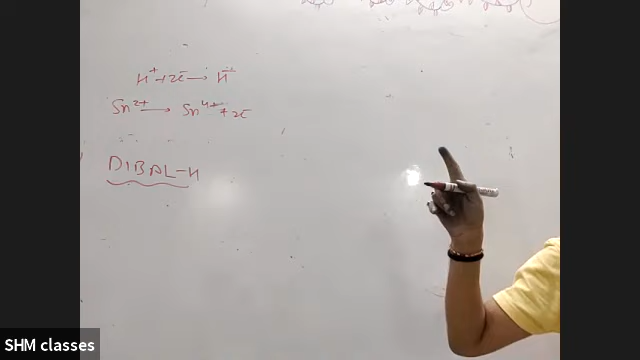 H⁺ + 2e⁻ → H⁻
Sn²⁺ → Sn⁴⁺ + 2e⁻
DIBAL-H
SHM classes